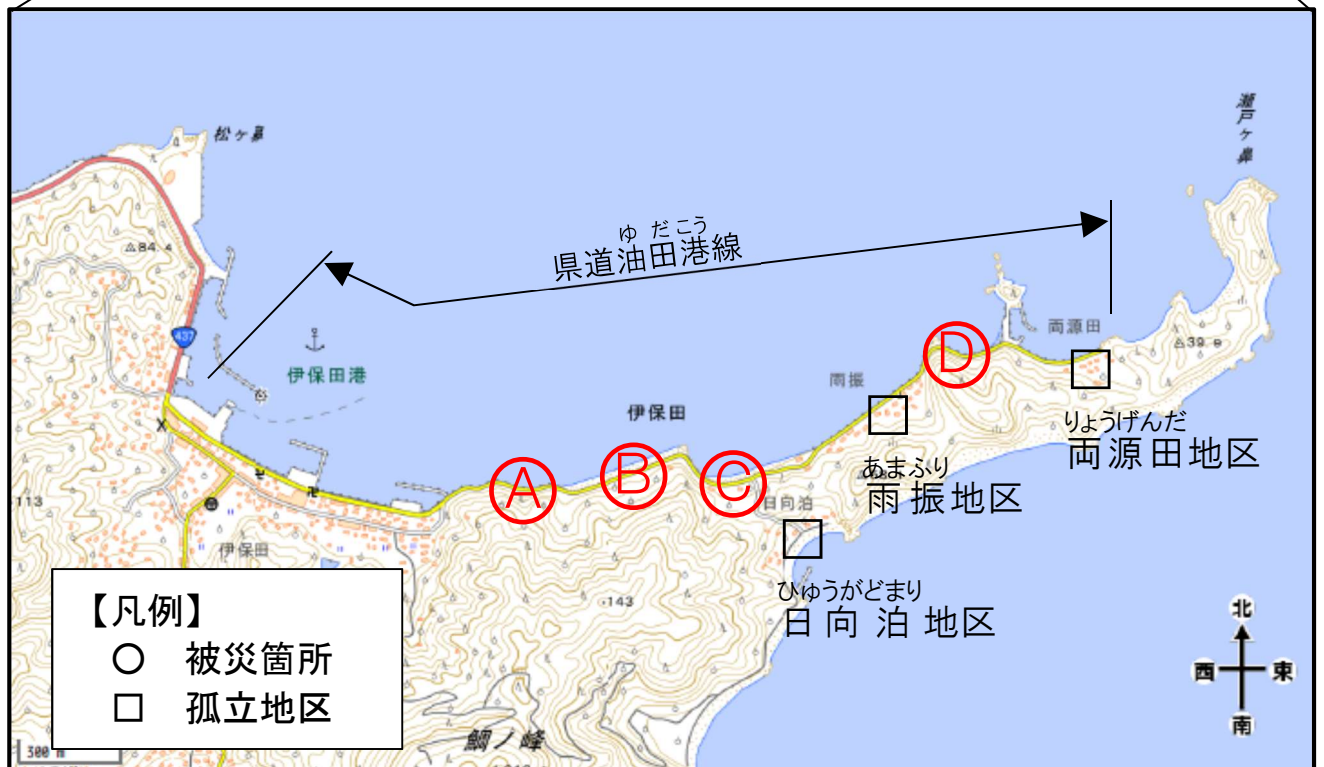 瀬戸ヶ鼻
松ヶ鼻
ゆだこう
県道油田港線
84.4
437
伊保田港
両源田
39.8
雨振
伊保田
りょうげんだ
両源田地区
A
B
C
D
あまふり
雨振地区
日向泊
113
伊保田
ひゅうがどまり
日向泊地区
143
【凡例】
○ 被災箇所
□ 孤立地区
鯛ノ峰
300 m
北
西 東
南